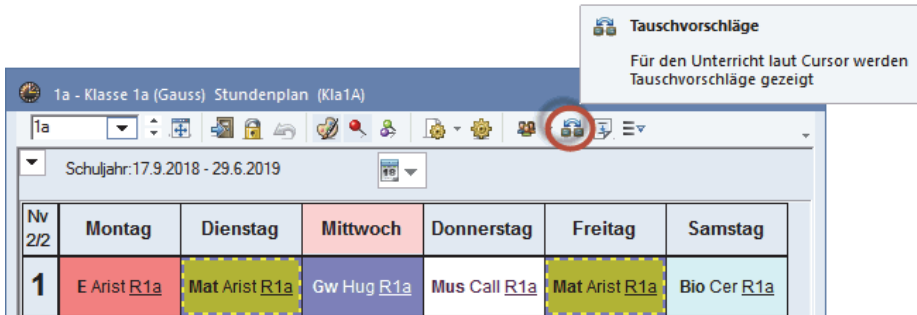 Tauschvorschläge
Für den Unterricht laut Cursor werden
Tauschvorschläge gezeigt
1a - Klasse 1a (Gauss) Stundenplan (Kla1A)
1a
Schuljahr:17.9.2018 - 29.6.2019
18
Nv
2/2
Montag
Dienstag
Mittwoch
Donnerstag
Freitag
Samstag
1
E Arist R1a
Mat Arist R1a
Gw Hug R1a
Mus Call R1a
Mat Arist R1a
Bio Cer R1a